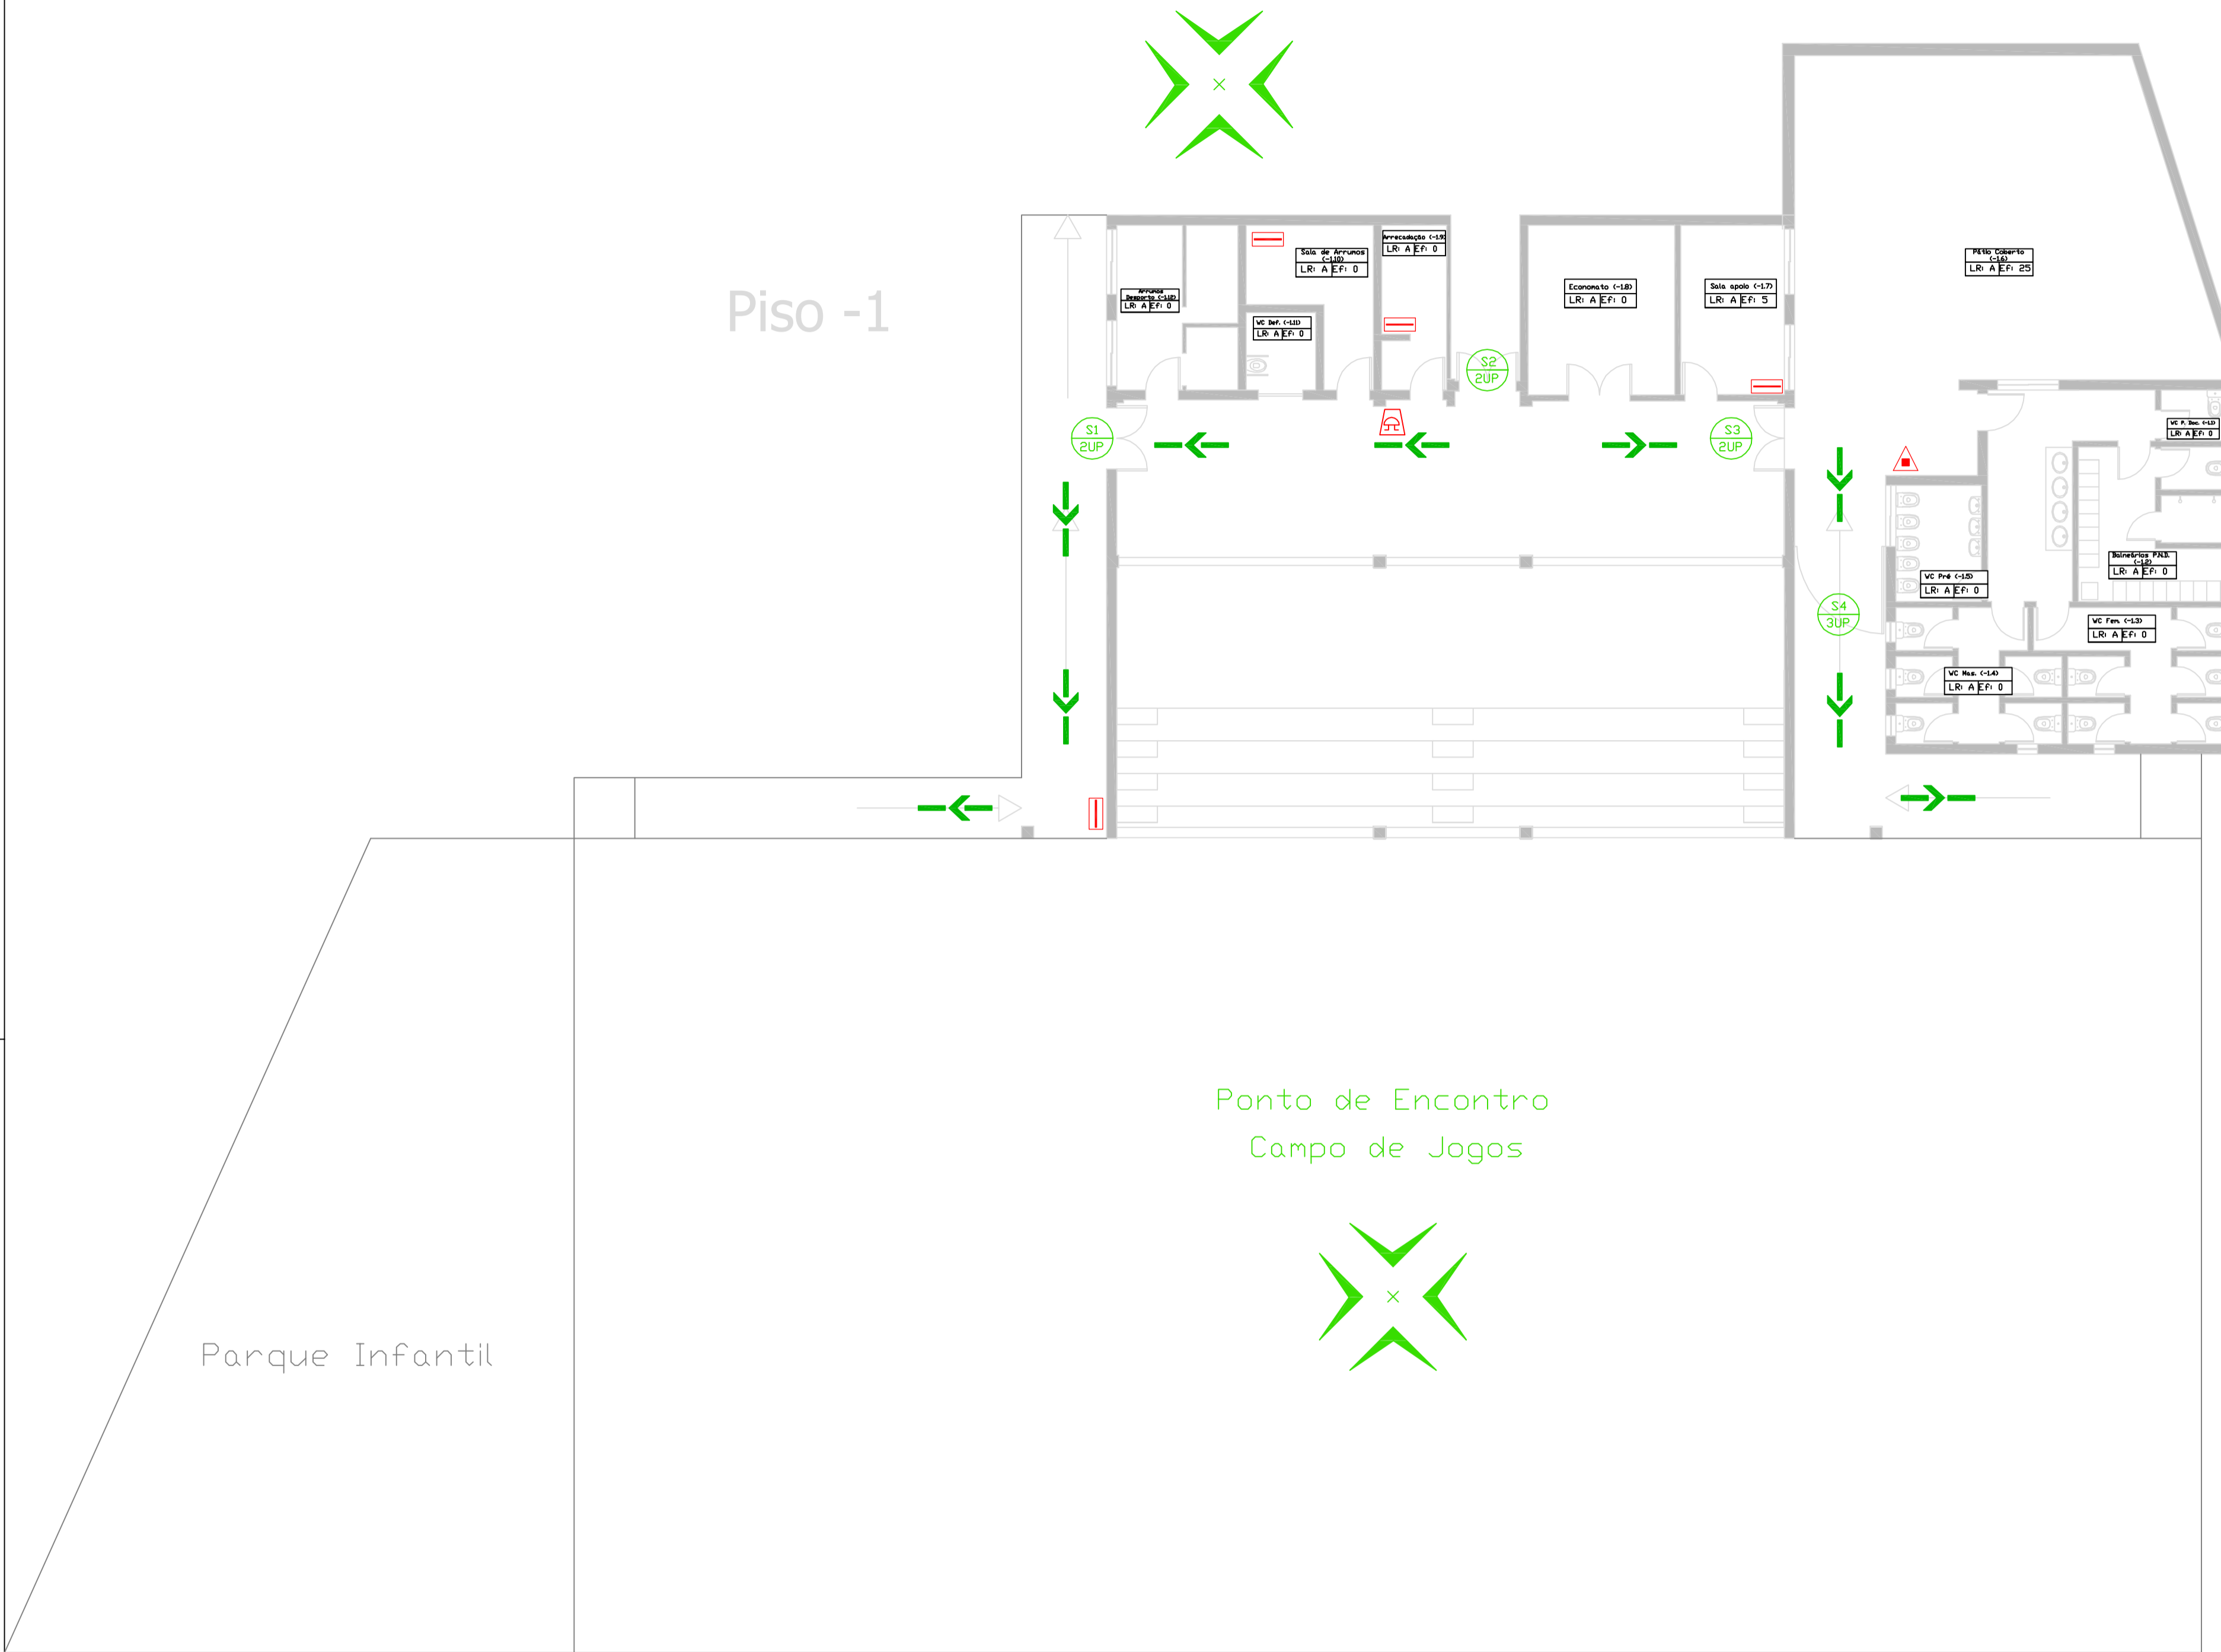 Piso -1
Arrumos
Desporto (-1.12)
LR: A Ef: 0
Sala de Arrumos
(-1.10)
LR: A Ef: 0
WC Def. (-1.11)
LR: A Ef: 0
Arrecadação (-1.9)
LR: A Ef: 0
Economato (-1.8)
LR: A Ef: 0
Sala apoio (-1.7)
LR: A Ef: 5
Pátio Coberto
(-1.6)
LR: A Ef: 25
S1
2UP
S2
2UP
S3
2UP
S4
3UP
WC P. Doc. (-1.1)
LR: A Ef: 0
Balneários P.N.D.
(-1.2)
LR: A Ef: 0
WC Pré (-1.5)
LR: A Ef: 0
WC Fem. (-1.3)
LR: A Ef: 0
WC Mas. (-1.4)
LR: A Ef: 0
Ponto de Encontro
Campo de Jogos
Parque Infantil